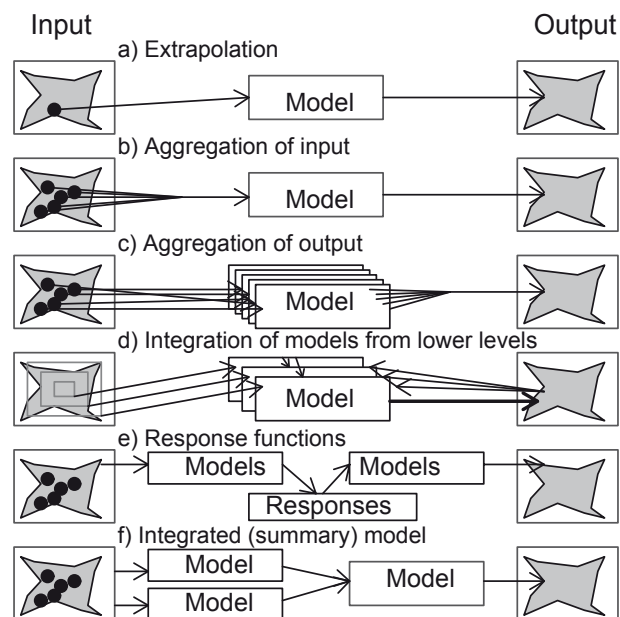 Input
Output
a) Extrapolation
Model
b) Aggregation of input
Model
c) Aggregation of output
Model
d) Integration of models from lower levels
Model
e) Response functions
Models
Models
Responses
f) Integrated (summary) model
Model
Model
Model